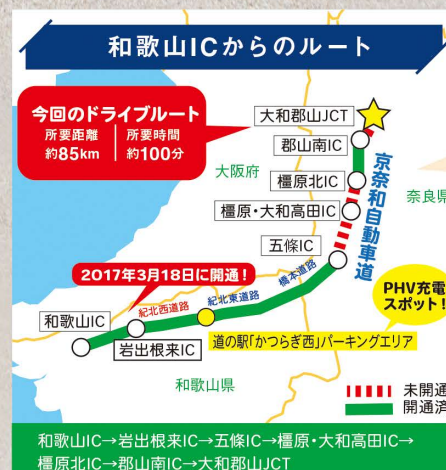 和歌山ICからのルート
今回のドライブルート
所要距離 所要時間
約85km 約100分
大和郡山JCT
郡山南IC
大阪府
橿原北IC
京奈和自動車道
奈良県
橿原・大和高田IC
五條IC
2017年3月18日に開通!
橋本道路
紀北東道路
紀北西道路
PHV充電
スポット!
和歌山IC
岩出根来IC
道の駅「かつらぎ西」パーキングエリア
和歌山県
未開通
開通済
和歌山IC→岩出根来IC→五條IC→橿原・大和高田IC→
橿原北IC→郡山南IC→大和郡山JCT